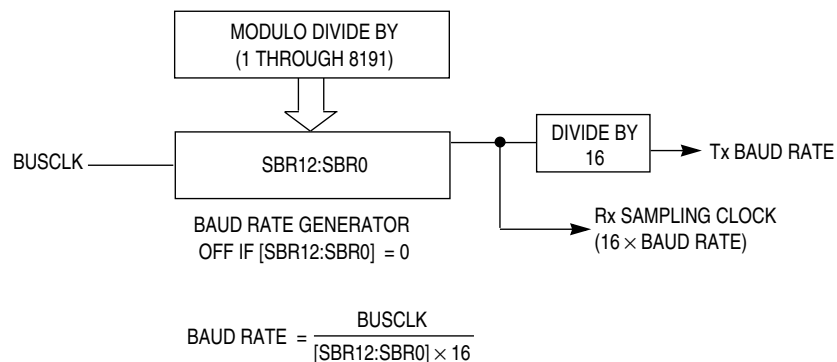 MODULO DIVIDE BY
(1 THROUGH 8191)
BUSCLK
SBR12:SBR0
DIVIDE BY
16
Tx BAUD RATE
Rx SAMPLING CLOCK
(16 × BAUD RATE)
BAUD RATE GENERATOR
OFF IF [SBR12:SBR0] = 0
BAUD RATE =
BUSCLK
[SBR12:SBR0] × 16